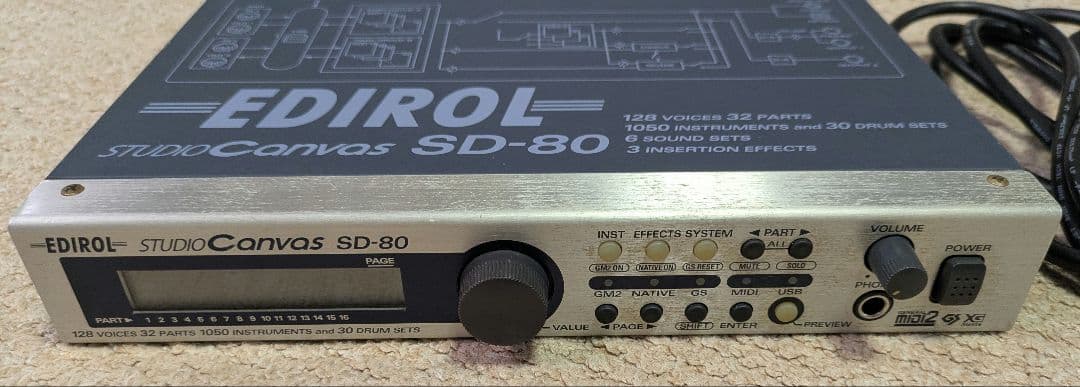 EDIROL
STUDIO Canvas SD-80
128 VOICES 32 PARTS
1050 INSTRUMENTS and 30 DRUM SETS
6 SOUND SETS
3 INSERTION EFFECTS
EDIROL STUDIO Canvas SD-80
PAGE
PART 1 2 3 4 5 6 7 8 9 10 11 12 13 14 15 16
128 VOICES 32 PARTS 1050 INSTRUMENTS and 30 DRUM SETS
VALUE
INST EFFECTS SYSTEM ◄ PART ►
ALL
GM2 ON NATIVE ON GS RESET MUTE SOLO
GM2 NATIVE GS MIDI USB
◄ PAGE ► SHIFT ENTER PREVIEW
VOLUME
POWER
MIDI 2 GS XG